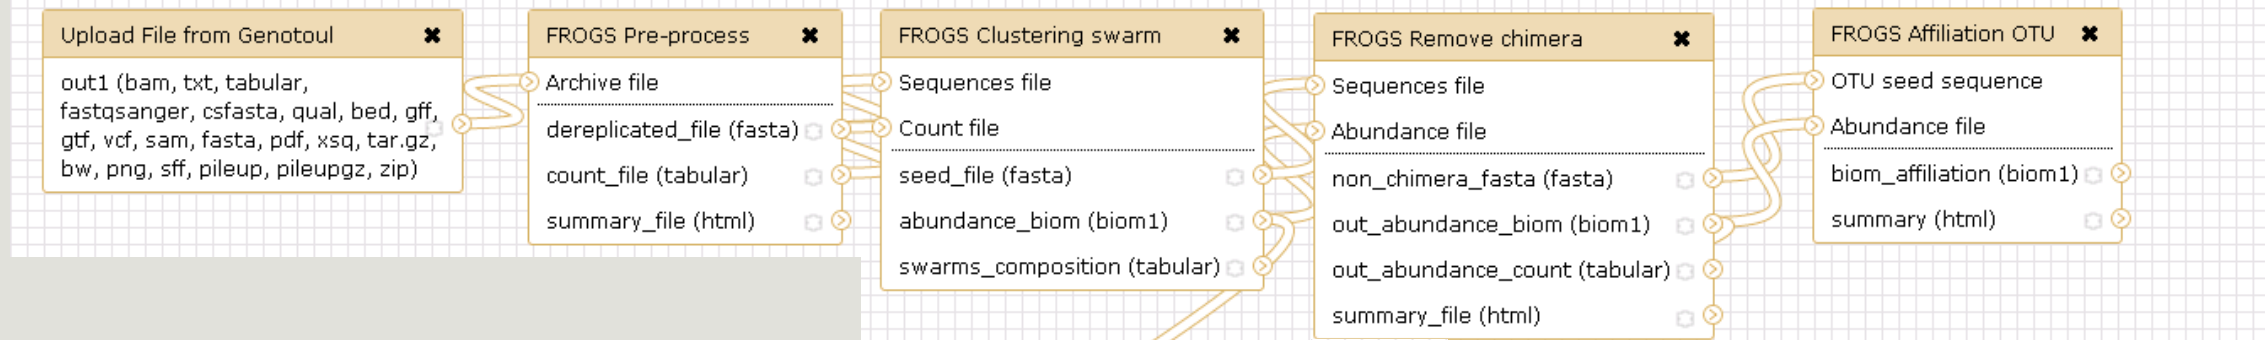 Upload File from Genotoul
out1 (bam, txt, tabular,
fastqsanger, csfasta, qual, bed, gff,
gtf, vcf, sam, fasta, pdf, xsq, tar.gz,
bw, png, sff, pileup, pileupgz, zip)
FROGS Pre-process
Archive file
dereplicated_file (fasta)
count_file (tabular)
summary_file (html)
FROGS Clustering swarm
Sequences file
Count file
seed_file (fasta)
abundance_biom (biom1)
swarms_composition (tabular)
FROGS Remove chimera
Sequences file
Abundance file
non_chimera_fasta (fasta)
out_abundance_biom (biom1)
out_abundance_count (tabular)
summary_file (html)
FROGS Affiliation OTU
OTU seed sequence
Abundance file
biom_affiliation (biom1)
summary (html)